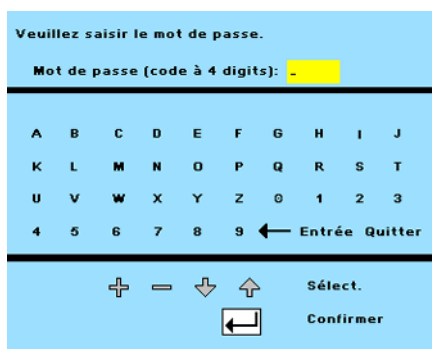 Veuillez saisir le mot de passe.
Mot de passe (code à 4 digits): -
A B C D E F G H I J
K L M N O P Q R S T
U V W X Y Z 0 1 2 3
4 5 6 7 8 9 ← Entrée Quitter
Sélect.
Confirmer